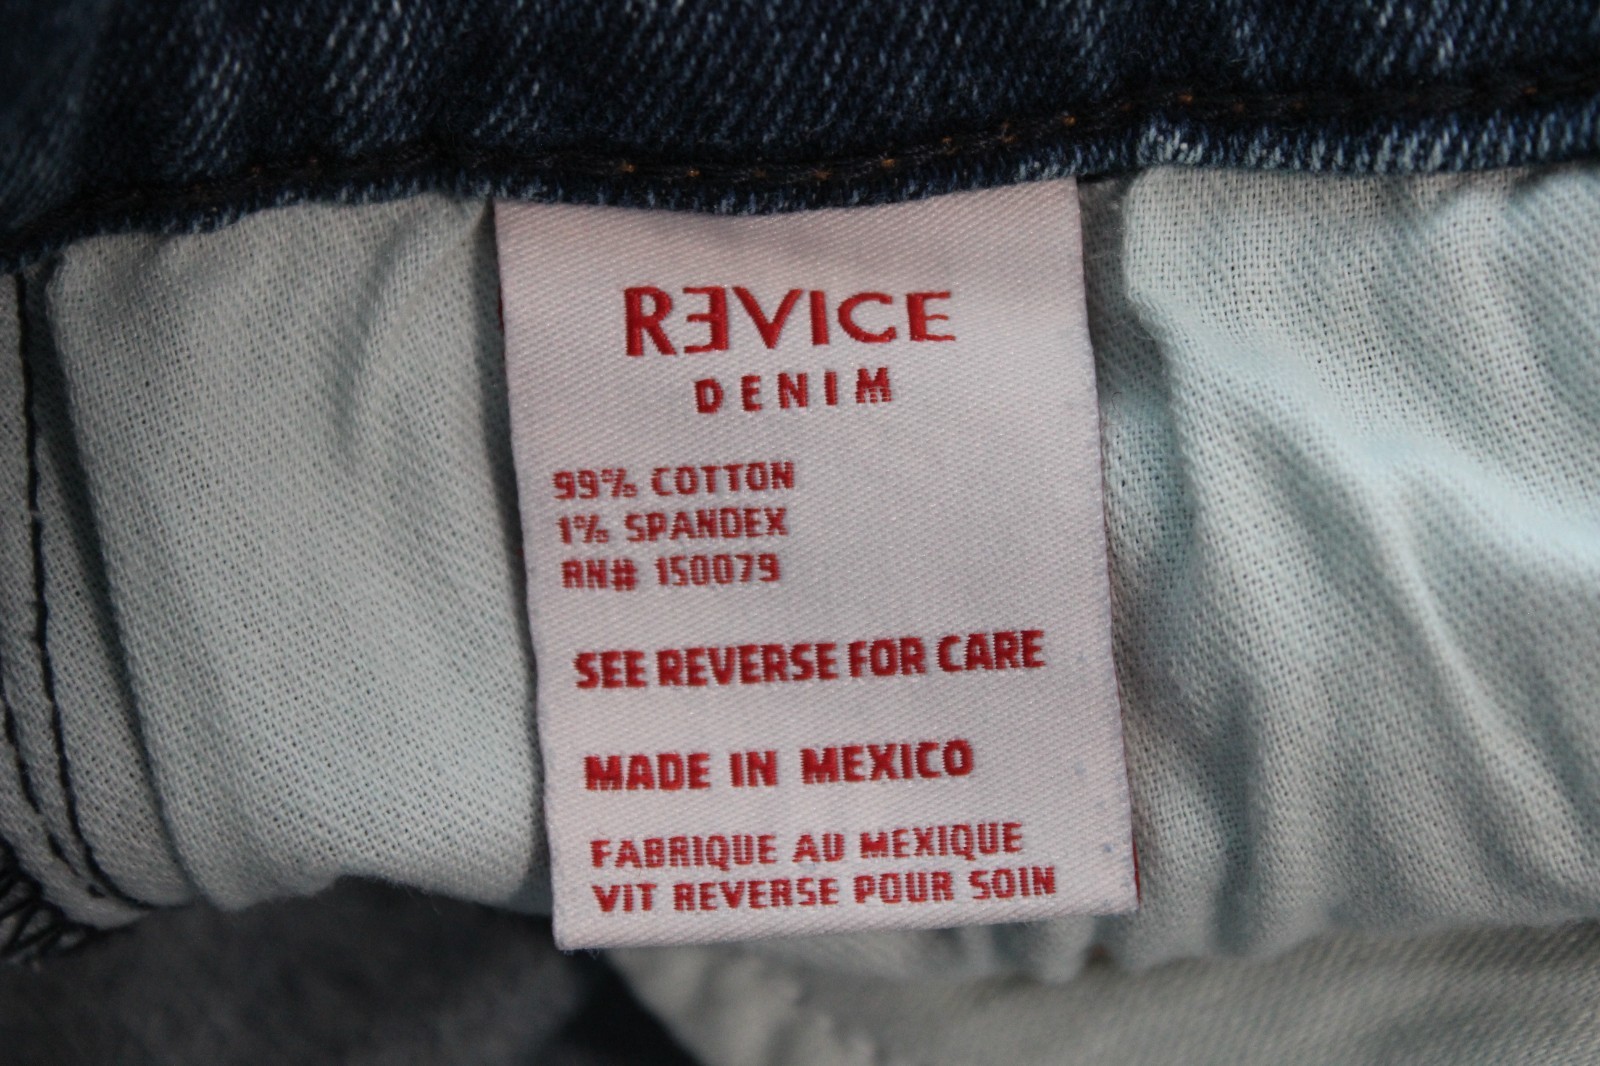 RƎVICE
DENIM
99% COTTON
1% SPANDEX
RN# 150079
SEE REVERSE FOR CARE
MADE IN MEXICO
FABRIQUE AU MEXIQUE
VIT REVERSE POUR SOIN